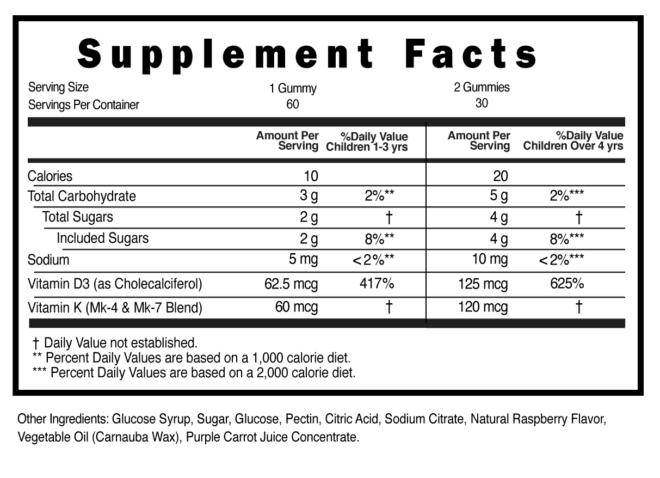 Supplement Facts
Serving Size 1 Gummy 2 Gummies
Servings Per Container 60 30
Amount Per Serving %Daily Value Children 1-3 yrs Amount Per Serving %Daily Value Children Over 4 yrs
Calories 10 20
Total Carbohydrate 3 g 2%** 5 g 2%***
Total Sugars 2 g † 4 g †
Included Sugars 2 g 8%** 4 g 8%***
Sodium 5 mg <2%** 10 mg <2%***
Vitamin D3 (as Cholecalciferol) 62.5 mcg 417% 125 mcg 625%
Vitamin K (Mk-4 & Mk-7 Blend) 60 mcg † 120 mcg †
† Daily Value not established.
** Percent Daily Values are based on a 1,000 calorie diet.
*** Percent Daily Values are based on a 2,000 calorie diet.
Other Ingredients: Glucose Syrup, Sugar, Glucose, Pectin, Citric Acid, Sodium Citrate, Natural Raspberry Flavor,
Vegetable Oil (Carnauba Wax), Purple Carrot Juice Concentrate.